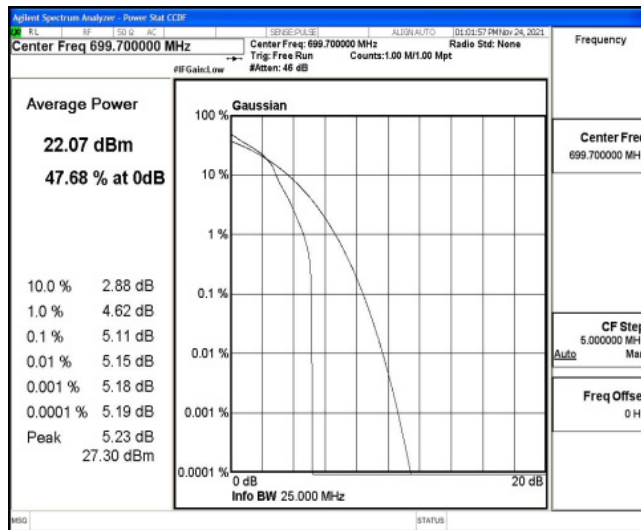 Agilent Spectrum Analyzer - Power Stat CCDF
RL RF 50 Ω AC SENSE:PULSE ALIGN AUTO 01:01:57 PM Nov 24, 2021
Center Freq 699.700000 MHz
Center Freq: 699.700000 MHz Radio Std: None
Trig: Free Run Counts:1.00 M/1.00 Mpt
#IFGain:Low #Atten: 46 dB
Frequency
Average Power
22.07 dBm
47.68 % at 0dB
10.0 % 2.88 dB
1.0 % 4.62 dB
0.1 % 5.11 dB
0.01 % 5.15 dB
0.001 % 5.18 dB
0.0001 % 5.19 dB
Peak 5.23 dB
27.30 dBm
Gaussian
100 %
10 %
1 %
0.1 %
0.01 %
0.001 %
0.0001 %
0 dB 20 dB
Info BW 25.000 MHz
Center Fre
699.700000 MH
CF Step
5.000000 MH
Auto Ma
Freq Offse
0 H
MSG STATUS